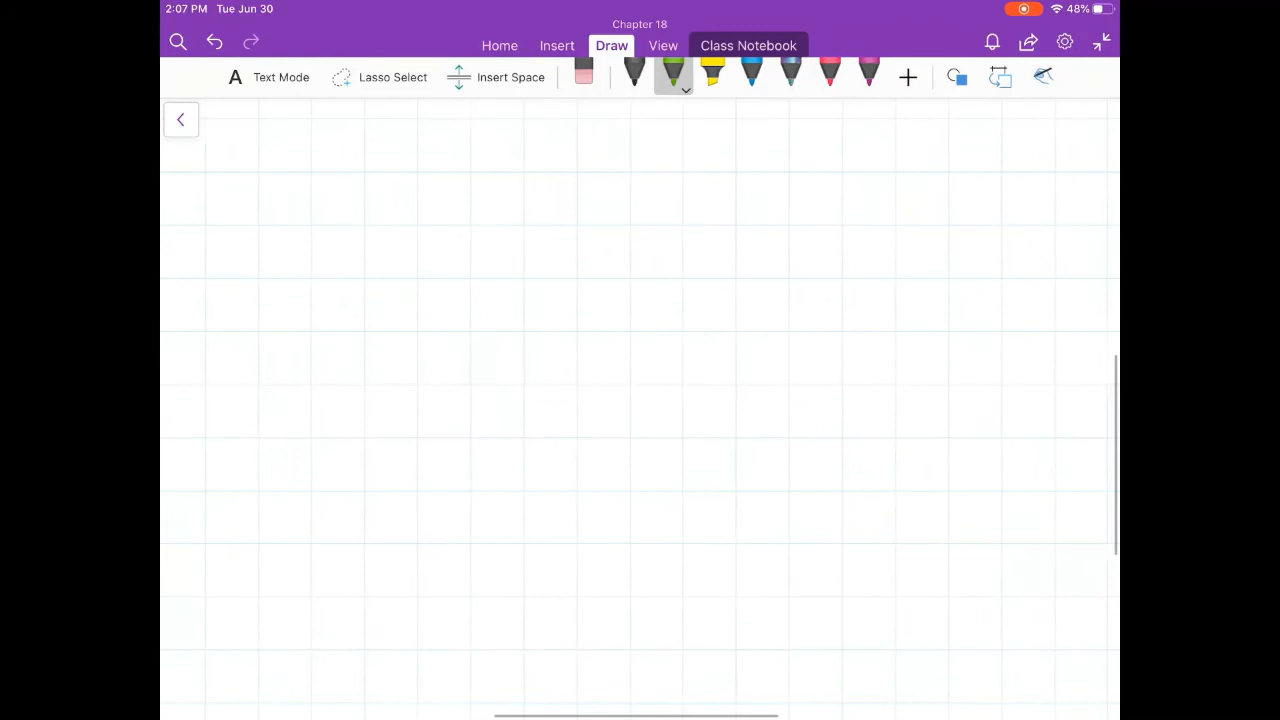 2:07 PM Tue Jun 30 48%
Chapter 18
Home Insert Draw View Class Notebook
A Text Mode Lasso Select Insert Space